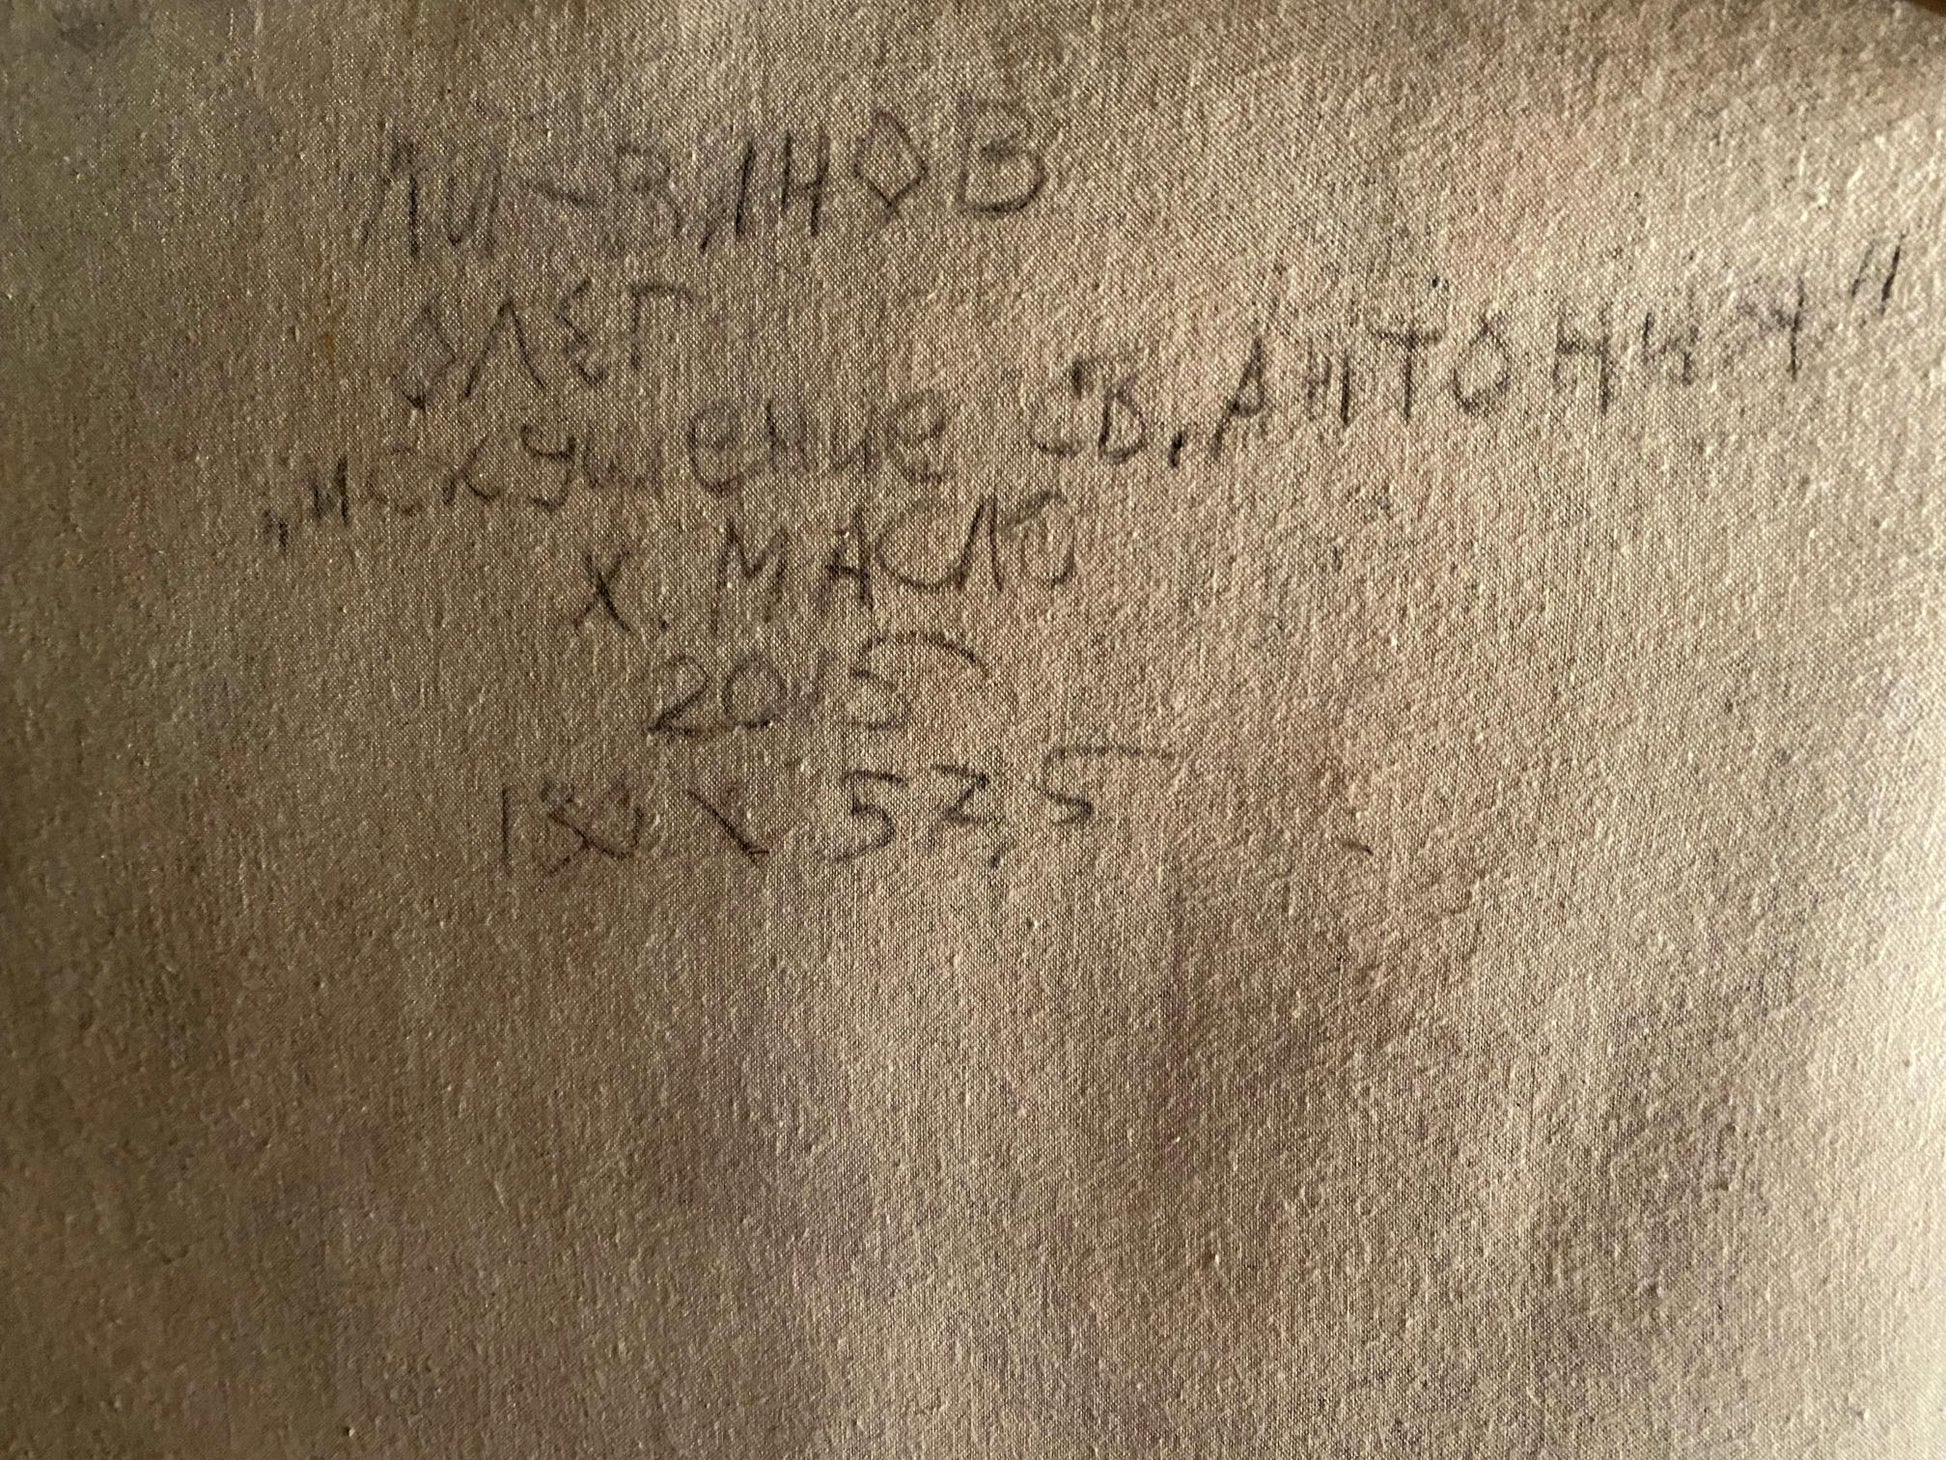 ЛИТВИНОВ
ОЛЕГ
„ИСКУШЕНИЕ СВ. АНТОНИЯ"
Х. МАСЛО
2015
130 X 57,5